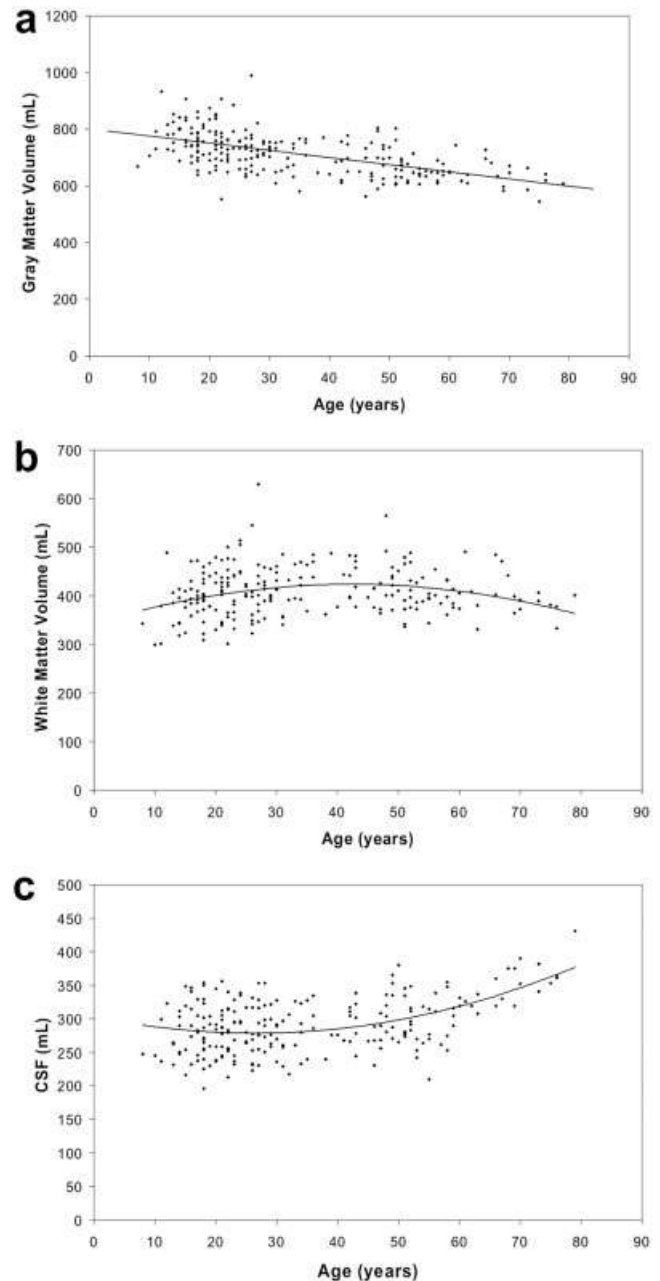 a
1200
1000
800
600
400
200
0
0 10 20 30 40 50 60 70 80 90
Gray Matter Volume (mL)
Age (years)
b
700
600
500
400
300
200
100
0
0 10 20 30 40 50 60 70 80 90
White Matter Volume (mL)
Age (years)
c
500
450
400
350
300
250
200
150
100
50
0
0 10 20 30 40 50 60 70 80 90
CSF (mL)
Age (years)